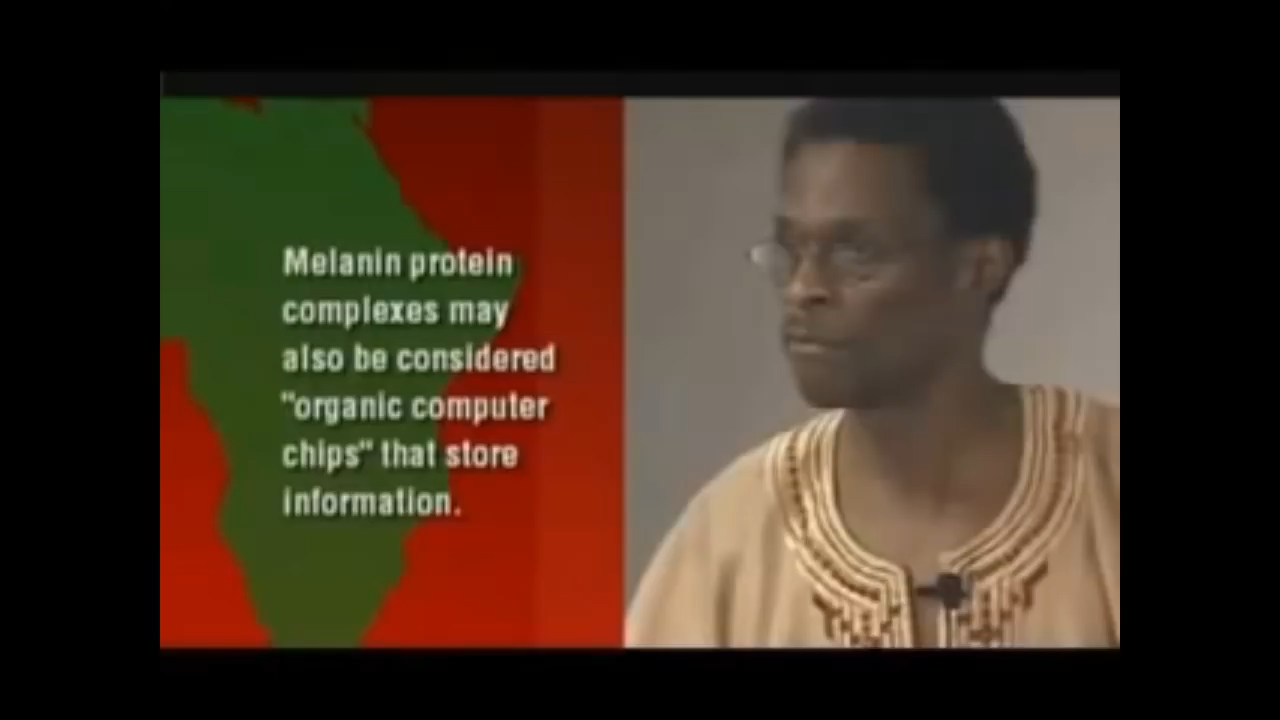 Melanin protein
complexes may
also be considered
"organic computer
chips" that store
information.